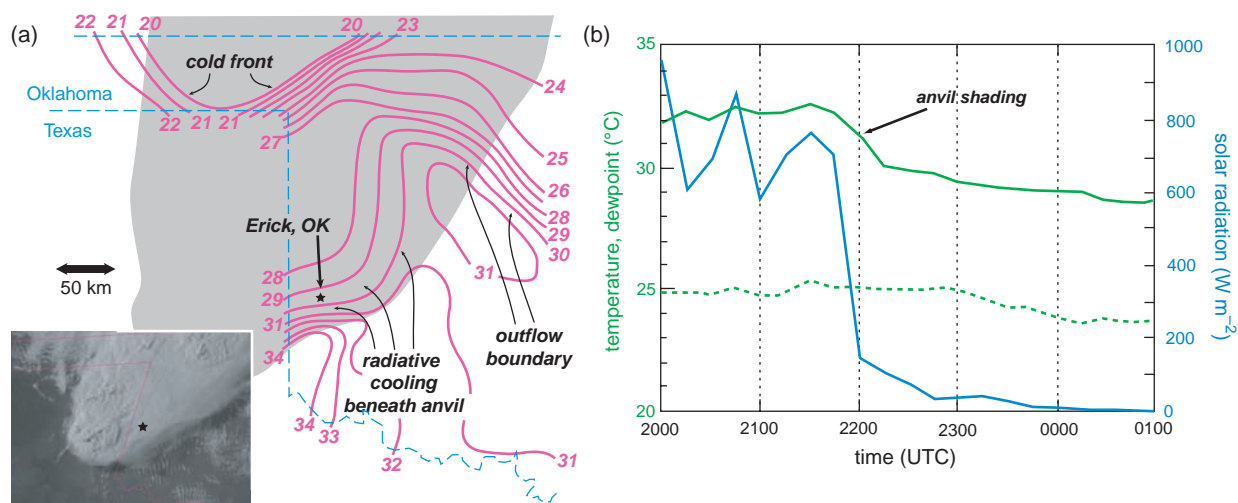 (a)
22
21
20
20
23
cold front
24
Oklahoma
Texas
22
21
21
27
25
26
28
29
30
Erick, OK
31
28
50 km
29
31
34
outflow
boundary
radiative
cooling
beneath anvil
34
33
32
31
(b)
35
30
25
20
temperature, dewpoint (°C)
anvil shading
1000
800
600
400
200
0
solar radiation (W m−2)
2000
2100
2200
2300
0000
0100
time (UTC)